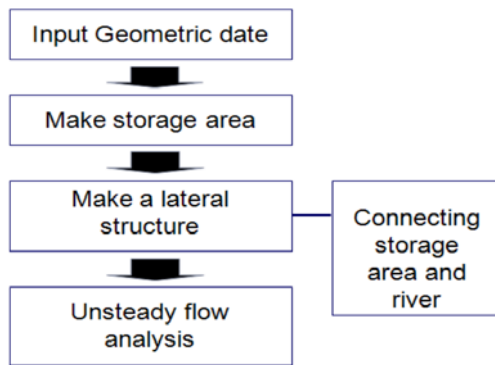 Input Geometric date
Make storage area
Make a lateral
structure
Connecting
storage
area and
river
Unsteady flow
analysis